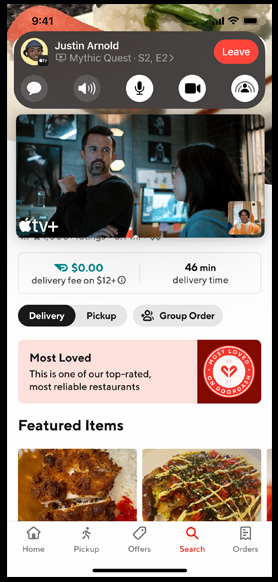 9:41
Justin Arnold
tv
Mythic Quest · S2, E2
Leave
tv+
$0.00
delivery fee on $12+
46 min
delivery time
Delivery
Pickup
Group Order
Most Loved
This is one of our top-rated,
most reliable restaurants
MOST LOVED
ON DOORDASH
Featured Items
Home
Pickup
Offers
Search
Orders